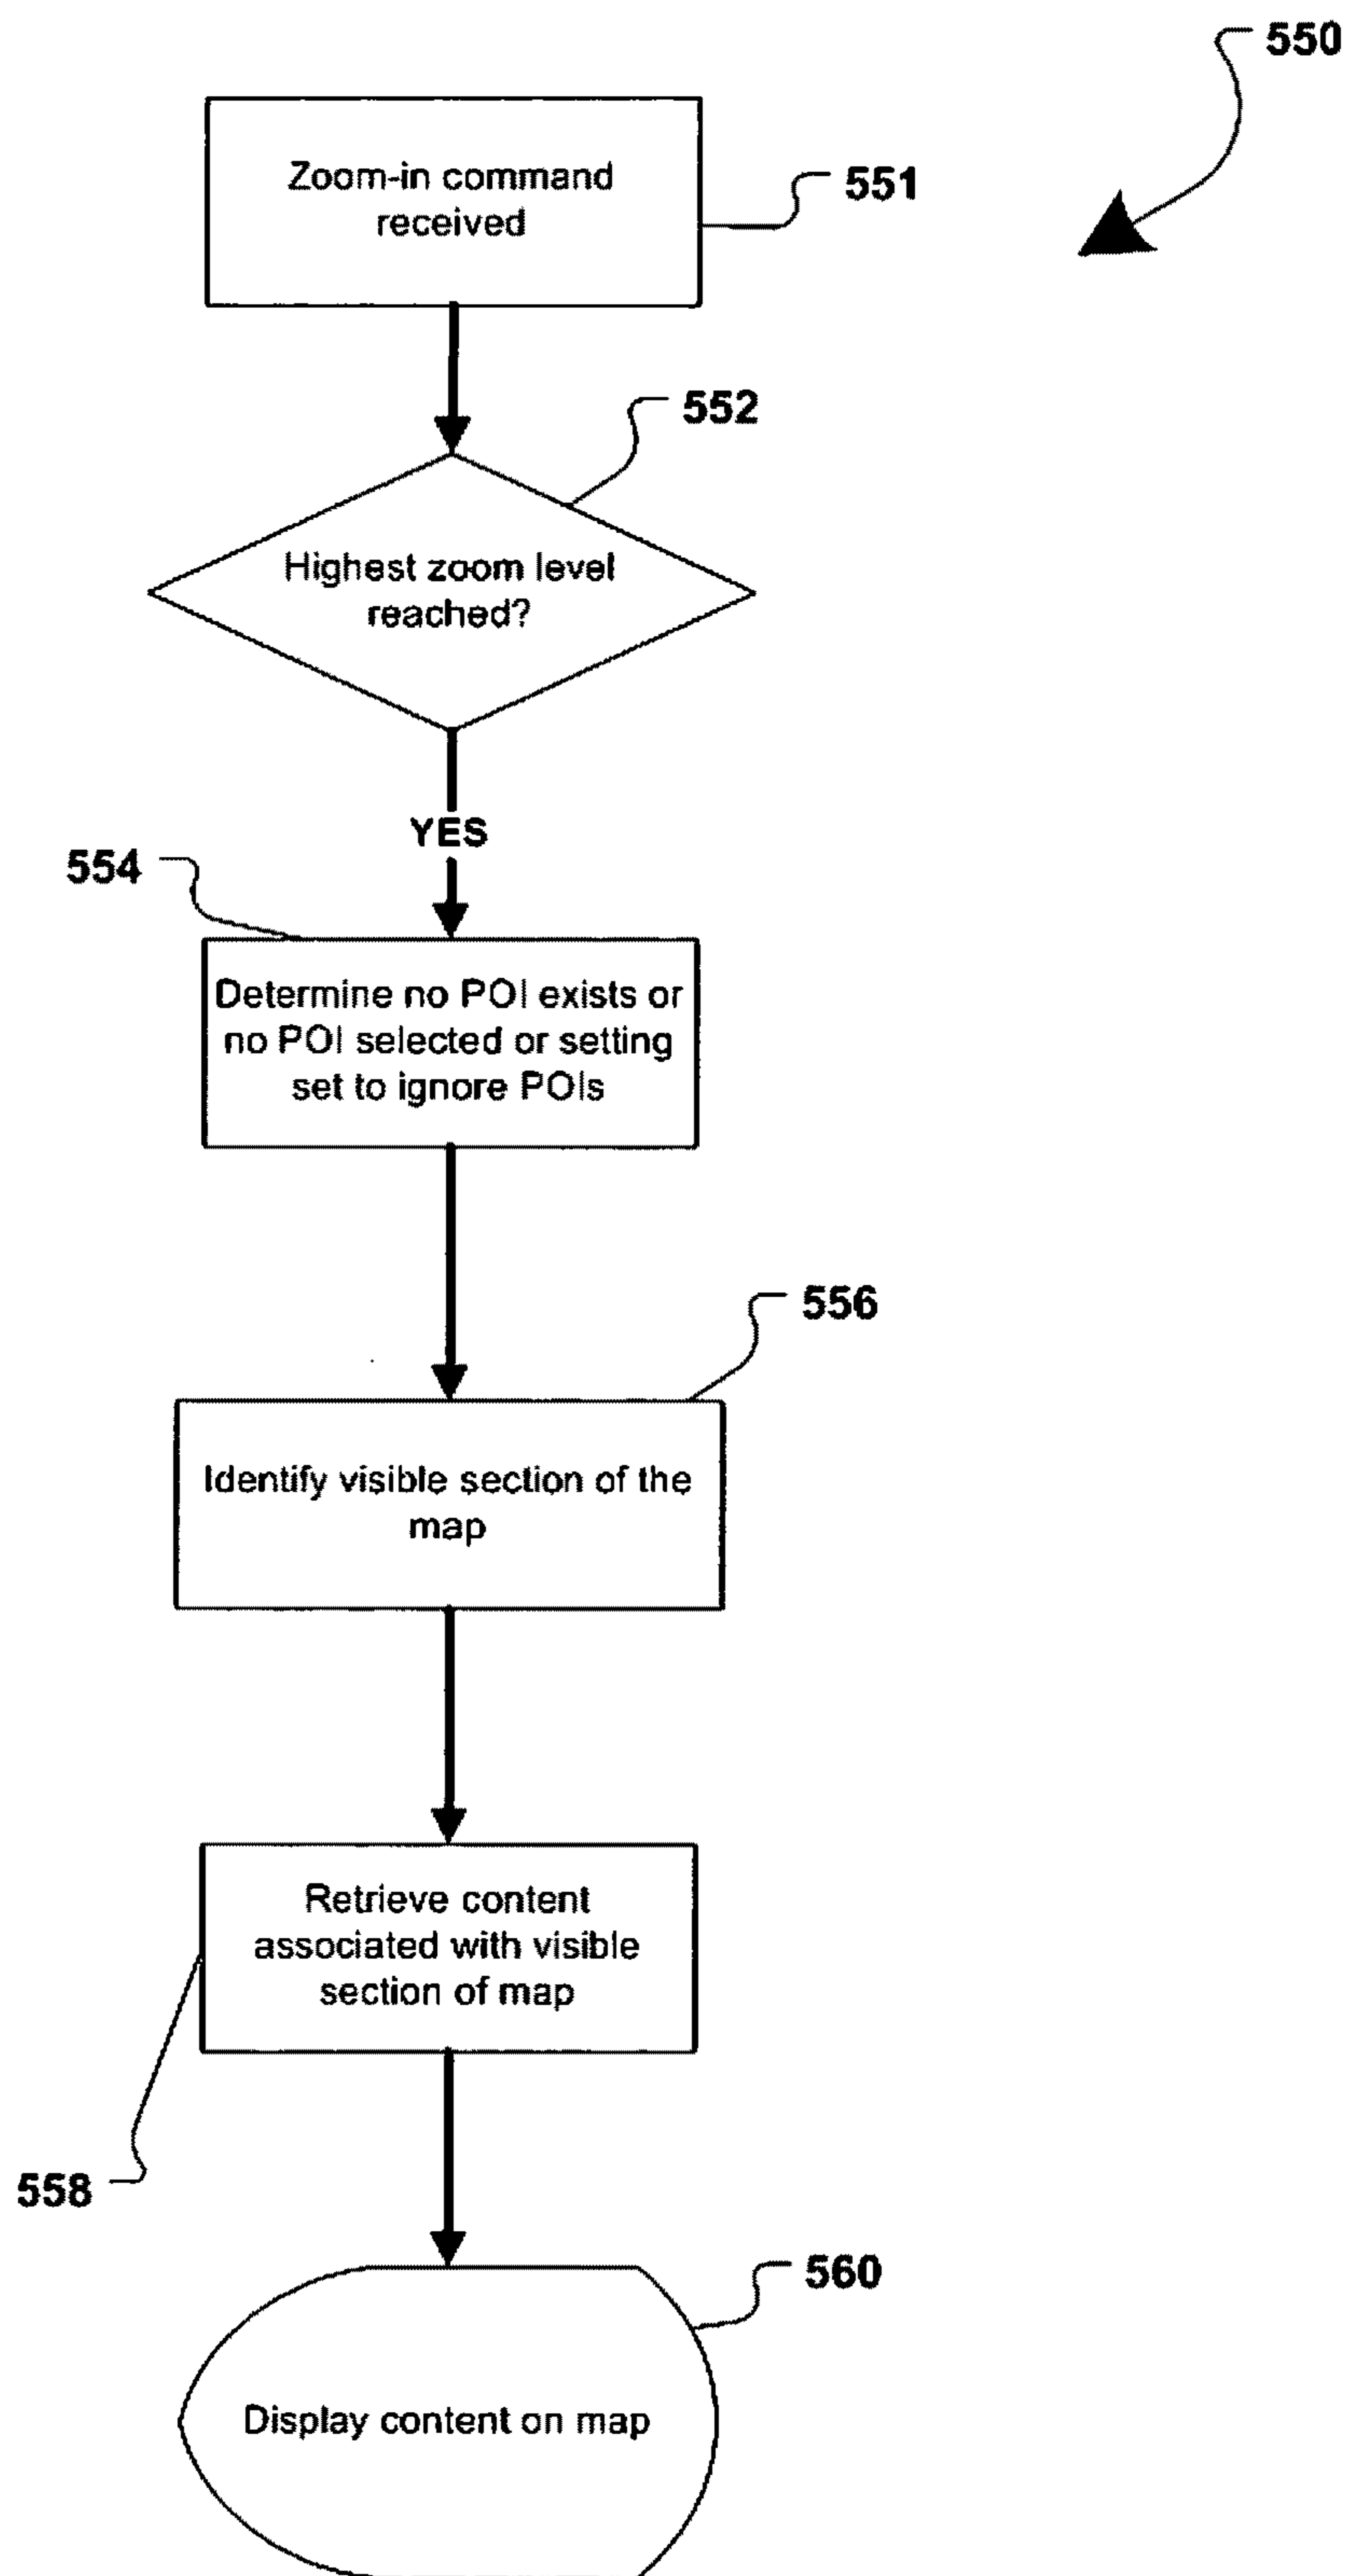 550
Zoom-in command
received
551
552
Highest zoom level
reached?
YES
554
Determine no POI exists or
no POI selected or setting
set to ignore POIs
556
Identify visible section of the
map
Retrieve content
associated with visible
section of map
558
560
Display content on map